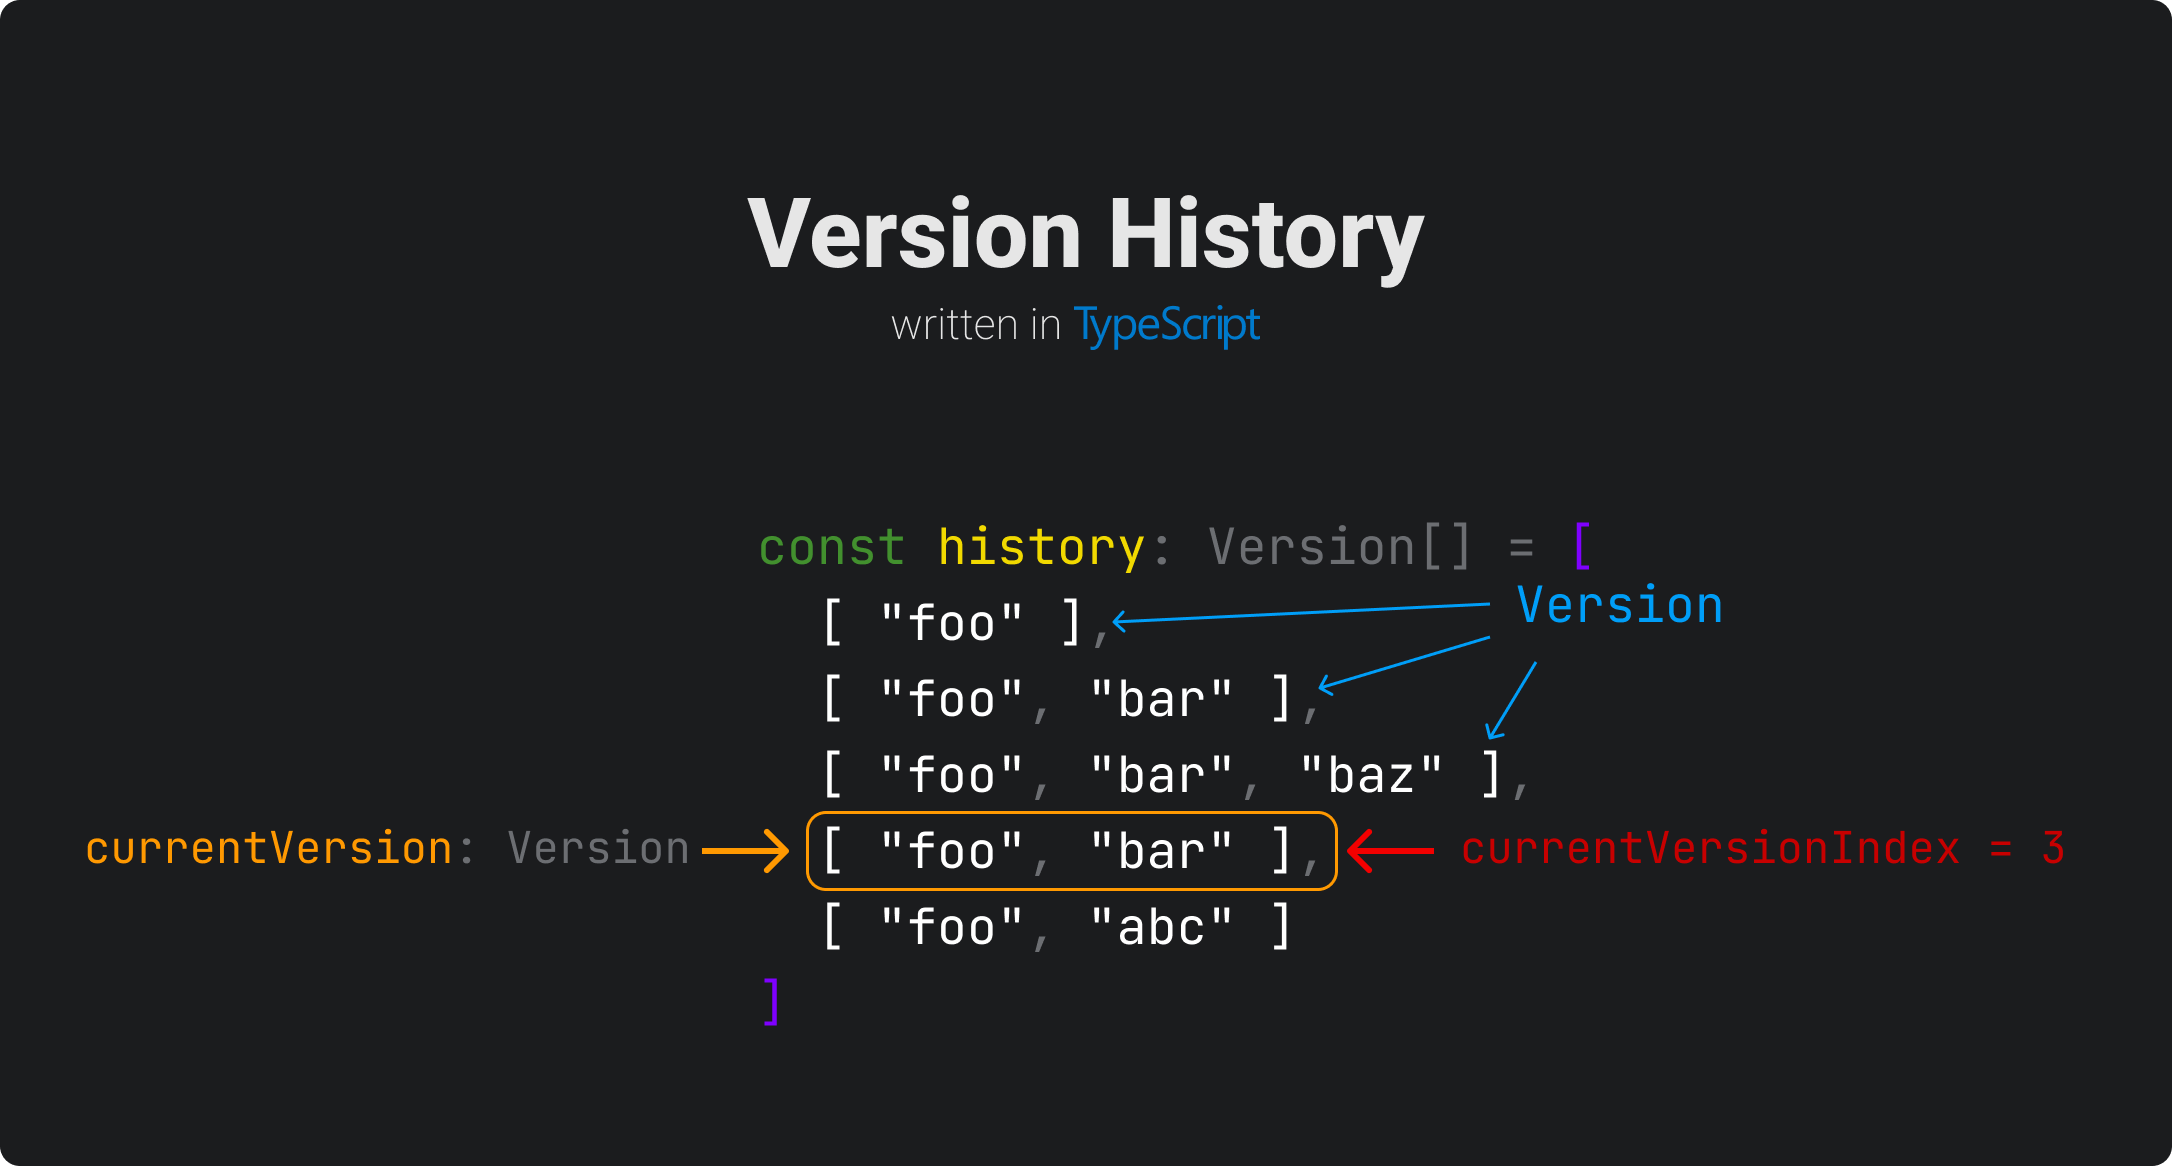 Version History
written in TypeScript
const history: Version[] = [
Version
[ "foo" ],
[ "foo", "bar" ],
[ "foo", "bar", "baz" ],
currentVersion: Version
[ "foo", "bar" ],
currentVersionIndex = 3
[ "foo", "abc" ]
]